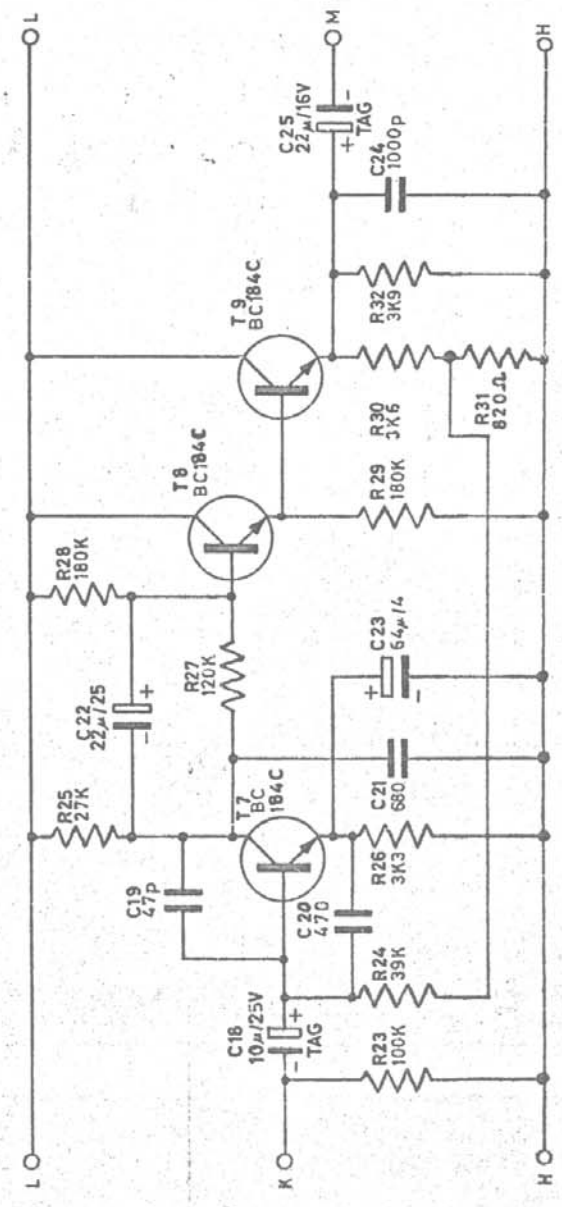 L
L
R25
27K
R28
180K
C22
22µ/25
-
+
T8
BC184C
T9
BC184C
C19
47p
T7
BC
184C
R27
120K
C18
10µ/25V
-
+
TAG
K
C25
22µ/16V
+
-
TAG
M
C20
470
R23
100K
R24
39K
R26
3K3
C21
680
C23
64µ/4
+
-
R29
180K
R30
3K6
R32
3K9
C24
1000p
R31
820Ω
H
H